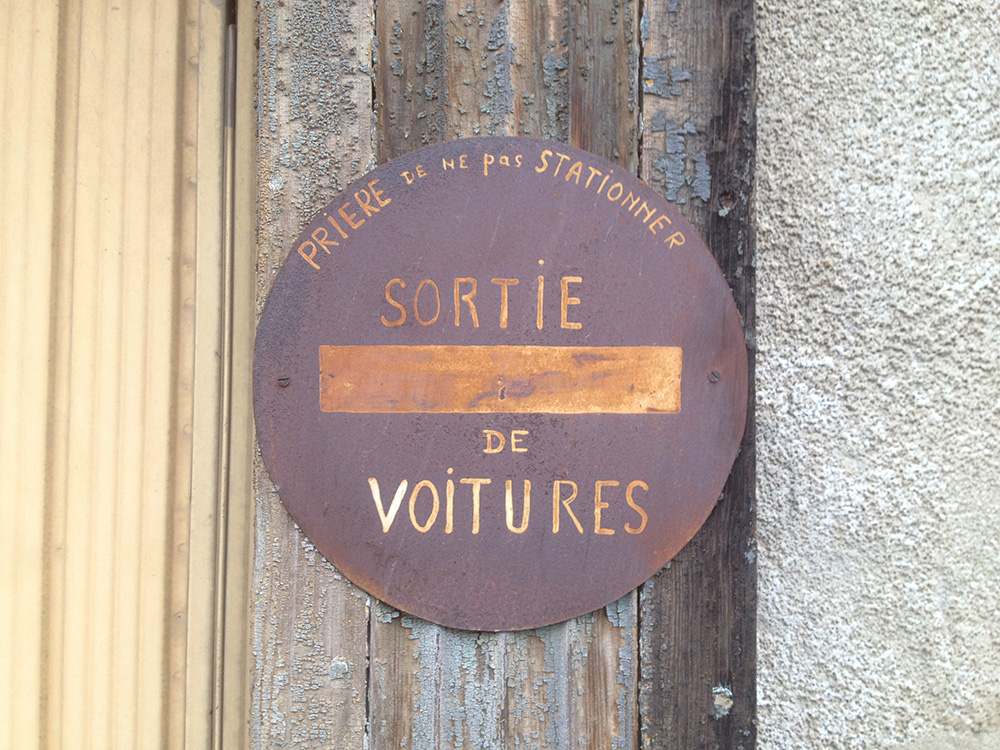 PRiERE DE NE pas STATiONNER
SORTiE
DE
VOiTURES